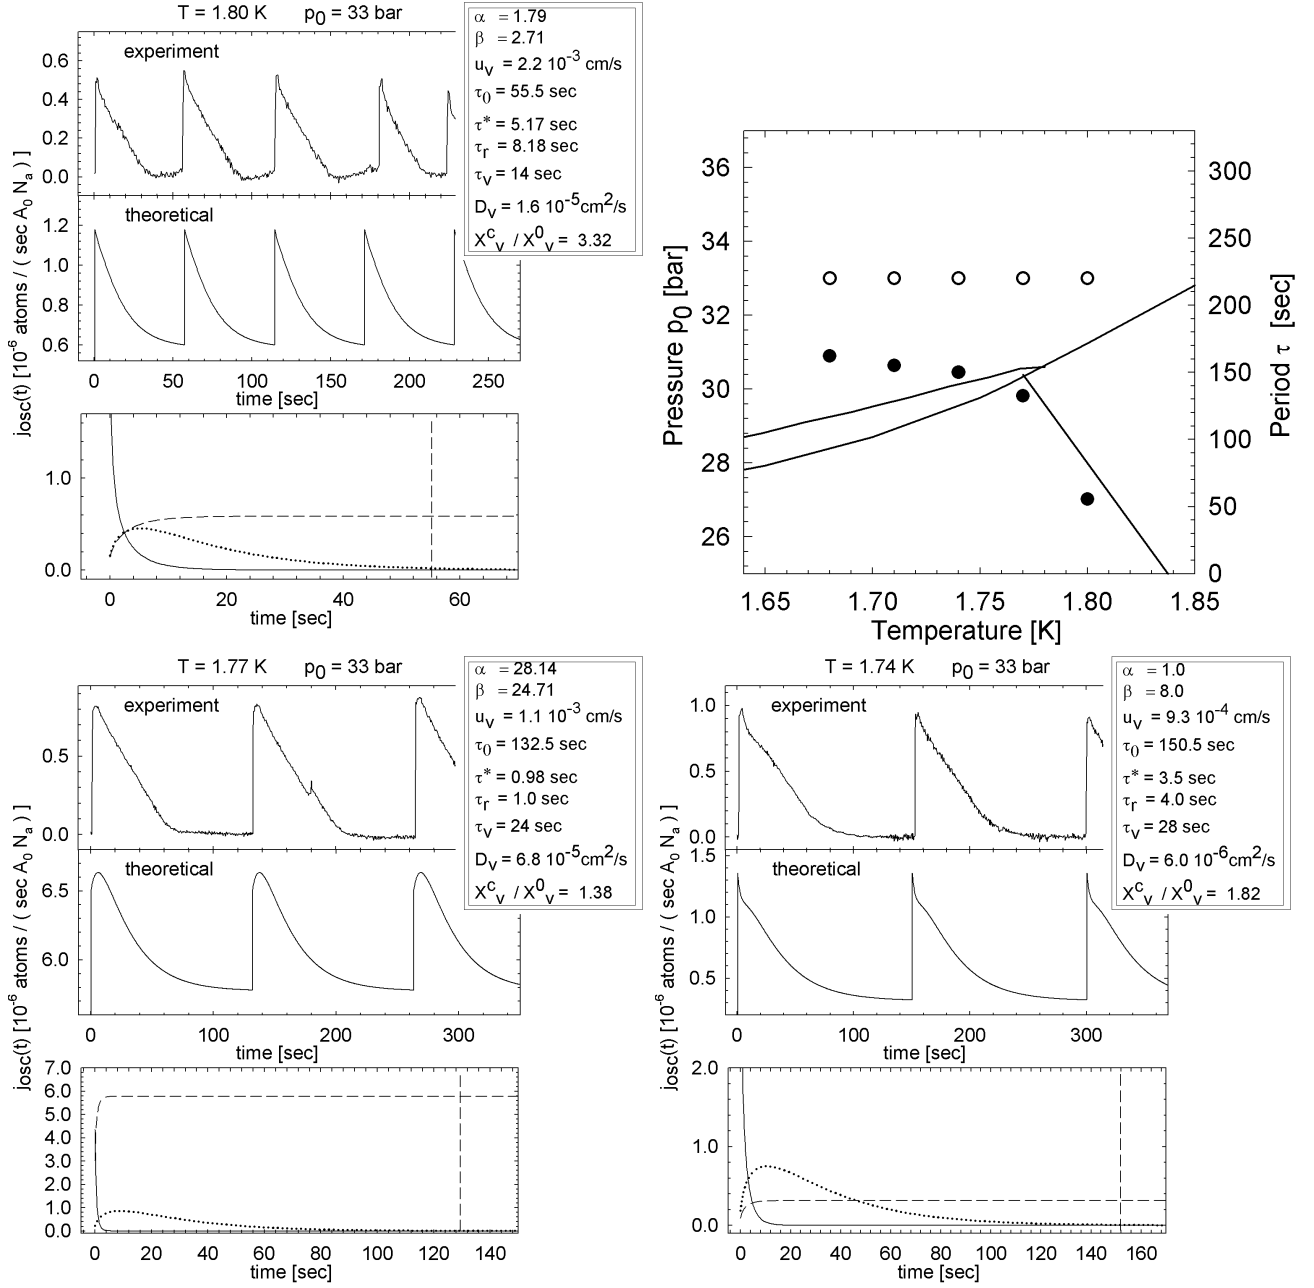 T = 1.80 K p0 = 33 bar
experiment
0.6
0.4
0.2
0.0
theoretical
1.2
1.0
0.8
0.6
0 50 100 150 200 250
time [sec]
α = 1.79
β = 2.71
uv = 2.2 10^-3 cm/s
τ0 = 55.5 sec
τ* = 5.17 sec
τr = 8.18 sec
τv = 14 sec
Dv = 1.6 10^-5cm^2/s
X^c_v / X^0_v = 3.32
josc(t) [10^-6 atoms / ( sec A0 Na ) ]
1.0
0.0
0 20 40 60
time [sec]
36
34
32
30
28
26
Pressure p0 [bar]
300
250
200
150
100
50
0
Period τ [sec]
1.65 1.70 1.75 1.80 1.85
Temperature [K]
T = 1.77 K p0 = 33 bar
experiment
0.5
0.0
theoretical
6.5
6.0
0 100 200 300
time [sec]
α = 28.14
β = 24.71
uv = 1.1 10^-3 cm/s
τ0 = 132.5 sec
τ* = 0.98 sec
τr = 1.0 sec
τv = 24 sec
Dv = 6.8 10^-5cm^2/s
X^c_v / X^0_v = 1.38
josc(t) [10^-6 atoms / ( sec A0 Na ) ]
7.0
6.0
5.0
4.0
3.0
2.0
1.0
0.0
0 20 40 60 80 100 120 140
time [sec]
T = 1.74 K p0 = 33 bar
experiment
1.0
0.5
0.0
theoretical
1.5
1.0
0.5
0 100 200 300
time [sec]
α = 1.0
β = 8.0
uv = 9.3 10^-4 cm/s
τ0 = 150.5 sec
τ* = 3.5 sec
τr = 4.0 sec
τv = 28 sec
Dv = 6.0 10^-6cm^2/s
X^c_v / X^0_v = 1.82
josc(t) [10^-6 atoms / ( sec A0 Na ) ]
2.0
1.0
0.0
0 20 40 60 80 100 120 140 160
time [sec]